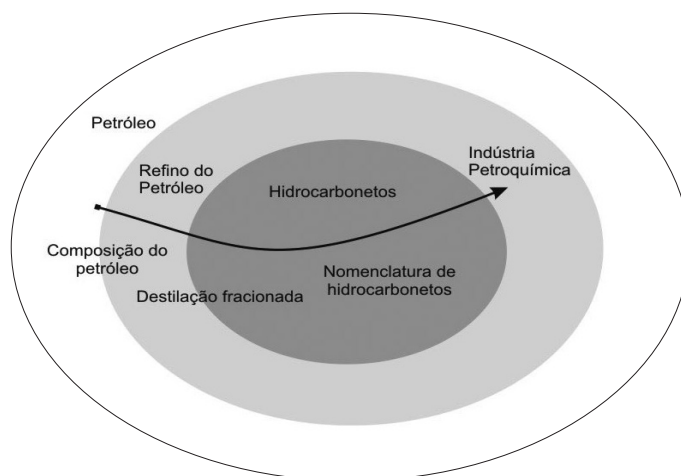 Petróleo
Refino do
Petróleo
Hidrocarbonetos
Indústria
Petroquímica
Composição do
petróleo
Nomenclatura de
hidrocarbonetos
Destilação fracionada